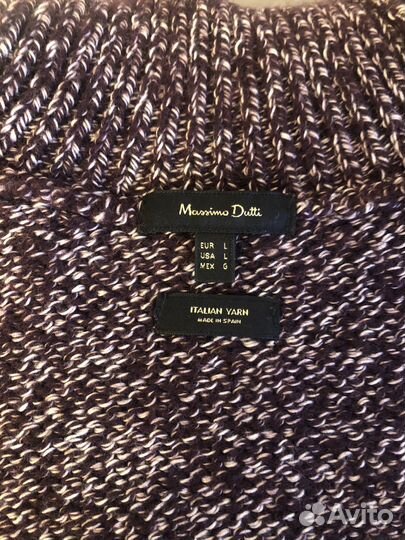 Massimo Dutti
EUR L
USA L
MEX G
ITALIAN YARN
MADE IN SPAIN
Avito